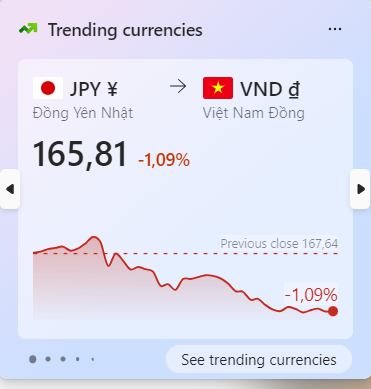 Trending currencies
JPY ¥ → VND ₫
Đồng Yên Nhật Việt Nam Đồng
165,81 -1,09%
Previous close 167,64
-1,09%
See trending currencies